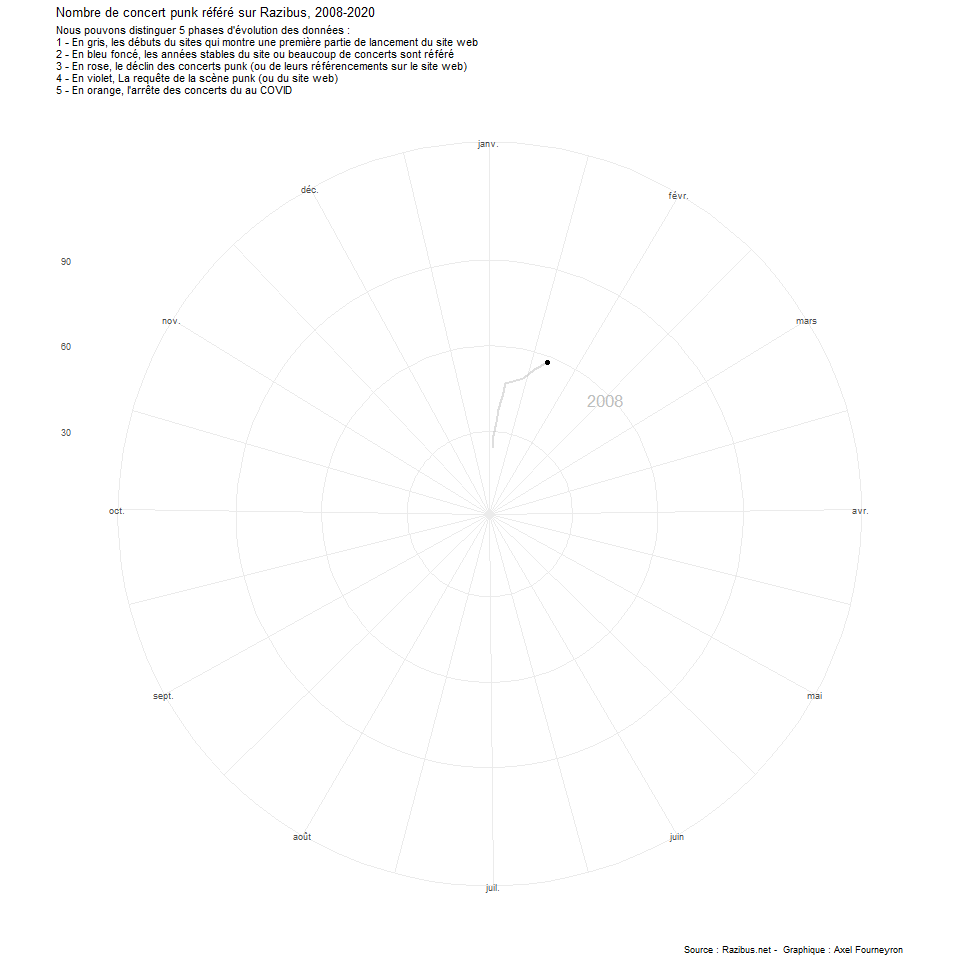 Nombre de concert punk référé sur Razibus, 2008-2020
Nous pouvons distinguer 5 phases d'évolution des données :
1 - En gris, les débuts du sites qui montre une première partie de lancement du site web
2 - En bleu foncé, les années stables du site ou beaucoup de concerts sont référé
3 - En rose, le déclin des concerts punk (ou de leurs référencements sur le site web)
4 - En violet, La requête de la scène punk (ou du site web)
5 - En orange, l'arrête des concerts du au COVID
janv.
déc.
févr.
90
nov.
mars
60
2008
30
oct.
avr.
sept.
mai
août
juin
juil.
Source : Razibus.net - Graphique : Axel Fourneyron